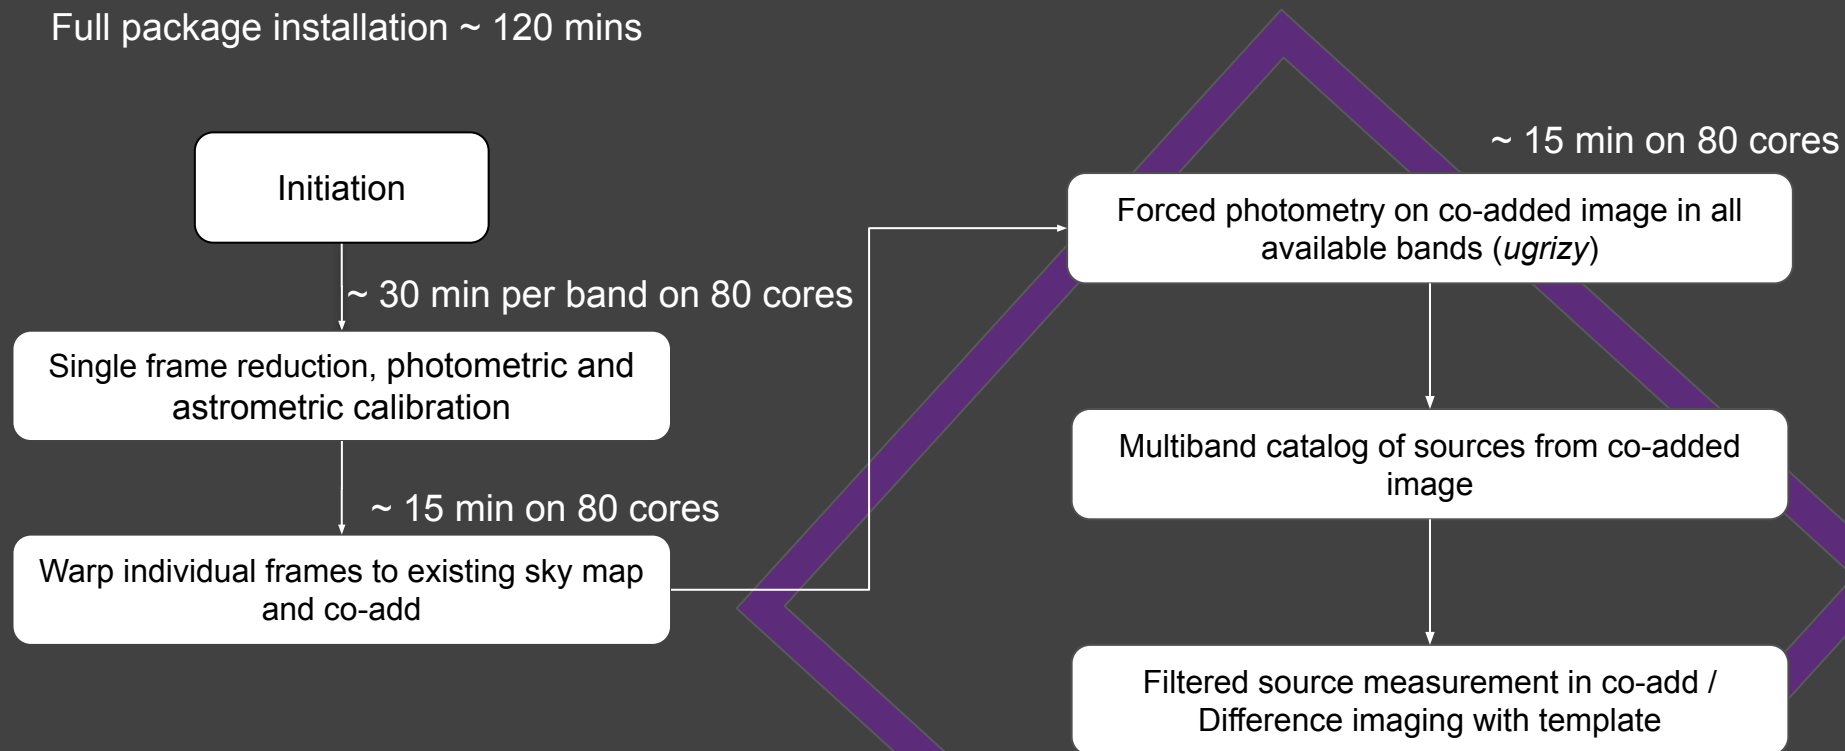 Full package installation ~ 120 mins
Initiation
~ 30 min per band on 80 cores
Single frame reduction, photometric and
astrometric calibration
~ 15 min on 80 cores
Warp individual frames to existing sky map
and co-add
~ 15 min on 80 cores
Forced photometry on co-added image in all
available bands (ugrizy)
Multiband catalog of sources from co-added
image
Filtered source measurement in co-add /
Difference imaging with template